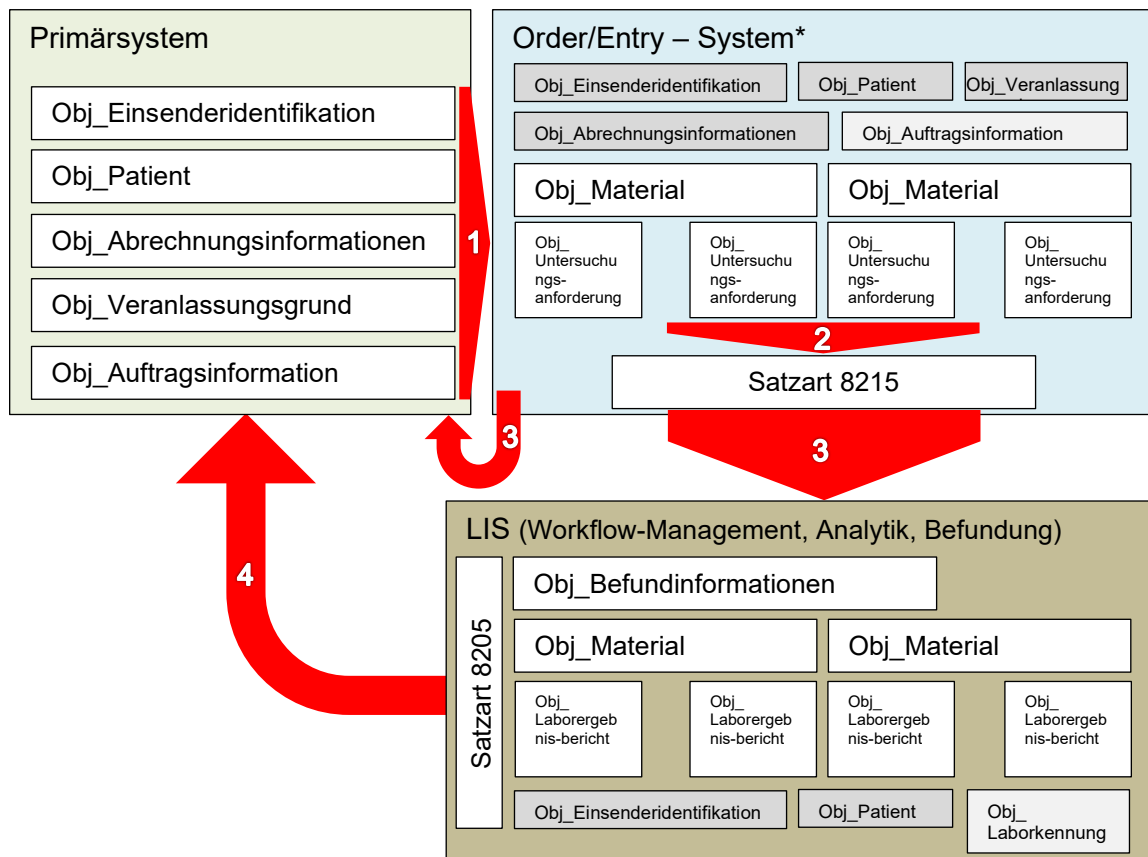 Primärsystem
Obj_Einsenderidentifikation
Obj_Patient
Obj_Abrechnungsinformationen
Obj_Veranlassungsgrund
Obj_Auftragsinformation
1
Order/Entry – System*
Obj_Einsenderidentifikation
Obj_Patient
Obj_Veranlassung
Obj_Abrechnungsinformationen
Obj_Auftragsinformation
Obj_Material
Obj_Material
Obj_
Untersuchu
ngs-
anforderung
Obj_
Untersuchu
ngs-
anforderung
Obj_
Untersuchu
ngs-
anforderung
Obj_
Untersuchu
ngs-
anforderung
2
Satzart 8215
3
3
4
LIS (Workflow-Management, Analytik, Befundung)
Satzart 8205
Obj_Befundinformationen
Obj_Material
Obj_Material
Obj_
Laborergeb
nis-bericht
Obj_
Laborergeb
nis-bericht
Obj_
Laborergeb
nis-bericht
Obj_
Laborergeb
nis-bericht
Obj_Einsenderidentifikation
Obj_Patient
Obj_
Laborkennung